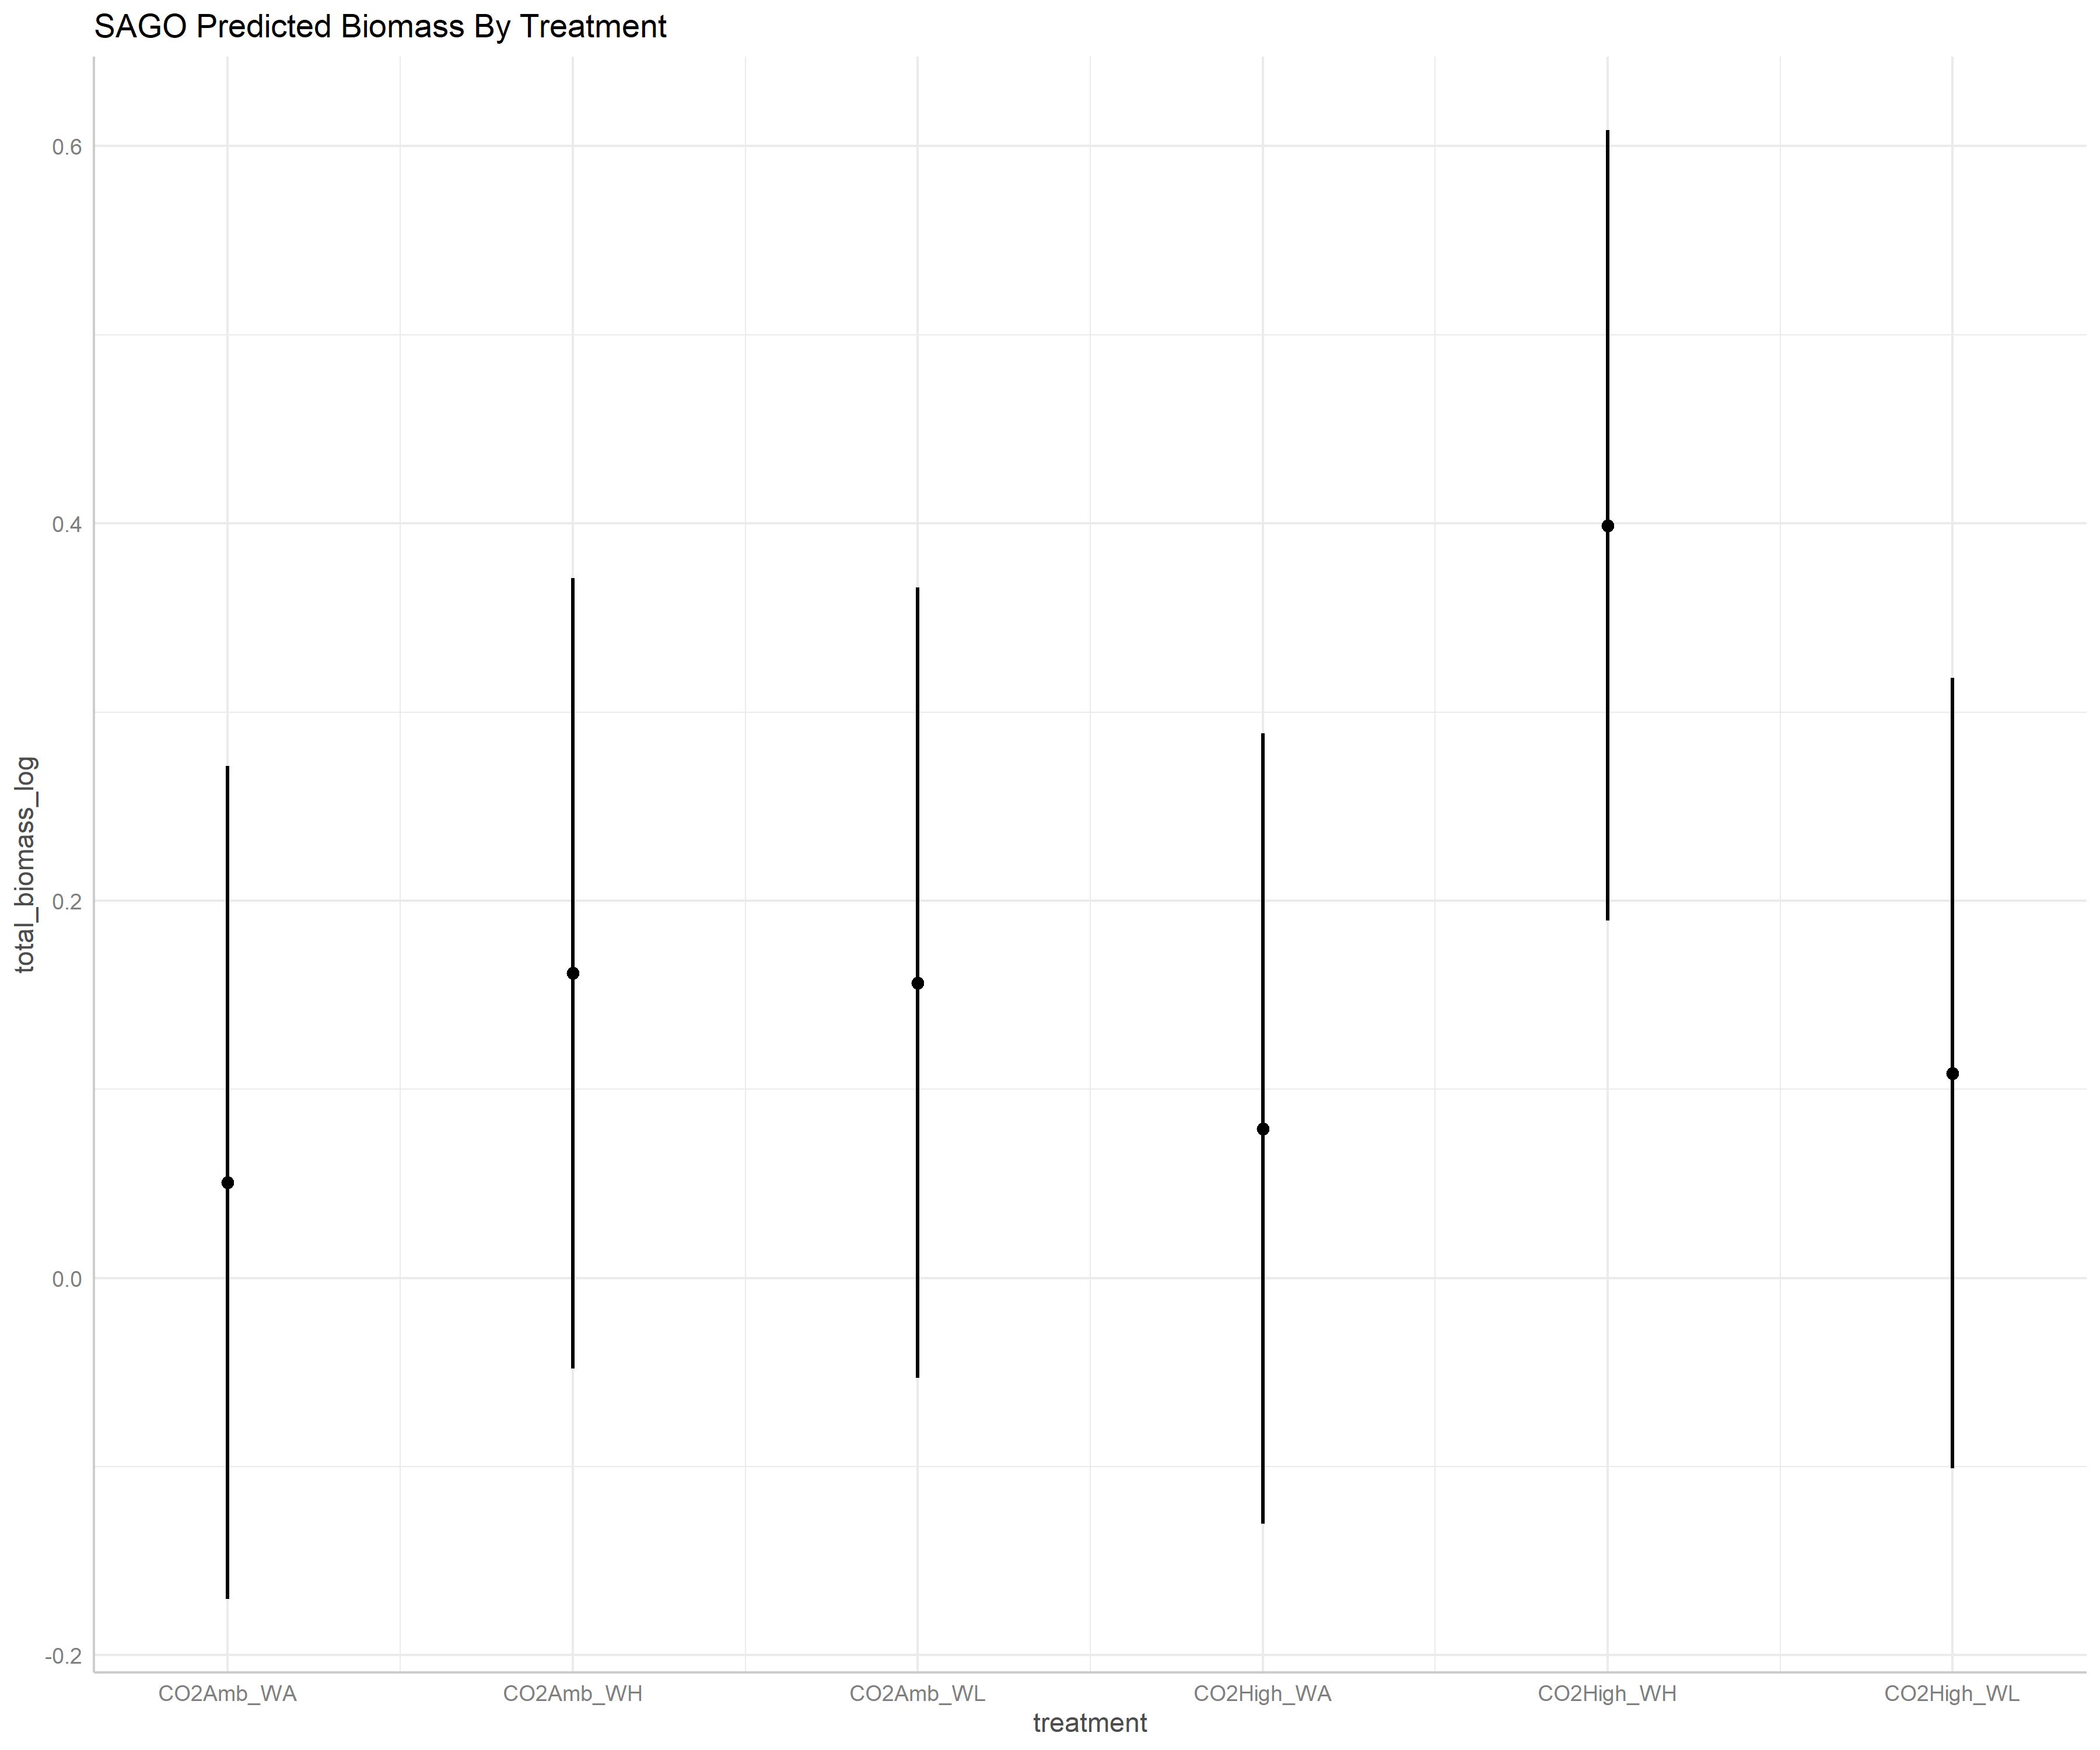 SAGO Predicted Biomass By Treatment
total_biomass_log
0.6
0.4
0.2
0.0
-0.2
CO2Amb_WA
CO2Amb_WH
CO2Amb_WL
CO2High_WA
CO2High_WH
CO2High_WL
treatment